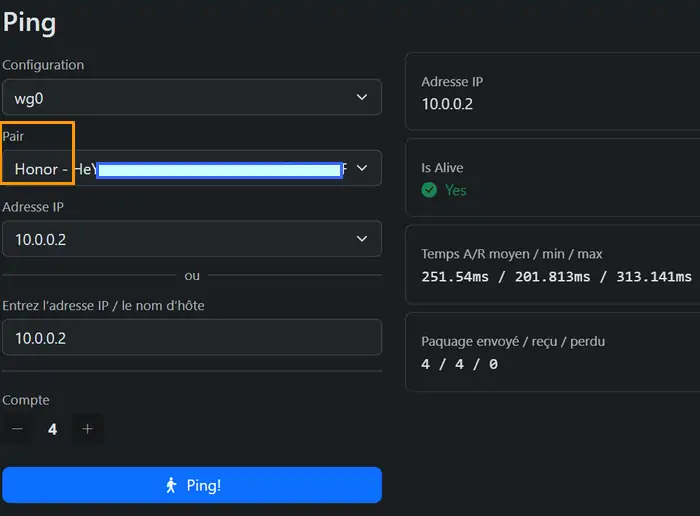 Ping
Configuration
wg0
Pair
Honor - HeY
Adresse IP
10.0.0.2
ou
Entrez l'adresse IP / le nom d'hôte
10.0.0.2
Compte
4
Ping!
Adresse IP
10.0.0.2
Is Alive
Yes
Temps A/R moyen / min / max
251.54ms / 201.813ms / 313.141ms
Paquage envoyé / reçu / perdu
4 / 4 / 0